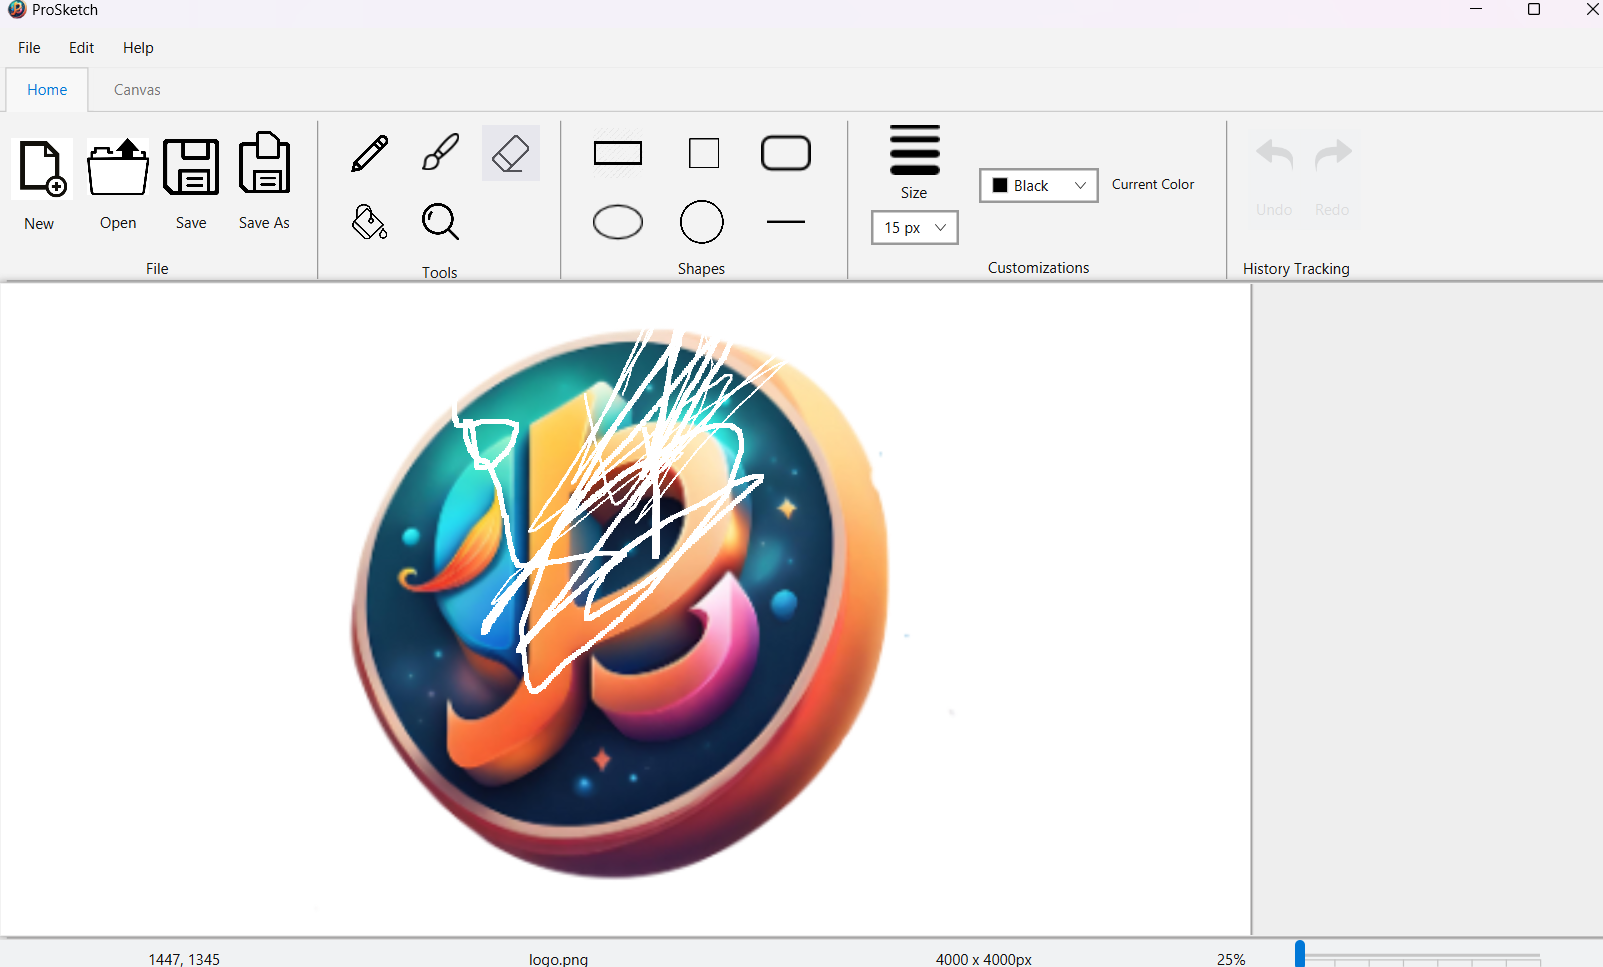 ProSketch
File Edit Help
Home Canvas
New Open Save Save As
File
Tools
Shapes
Size
15 px
Black
Current Color
Customizations
Undo Redo
History Tracking
1447, 1345 logo.png 4000 x 4000px 25%